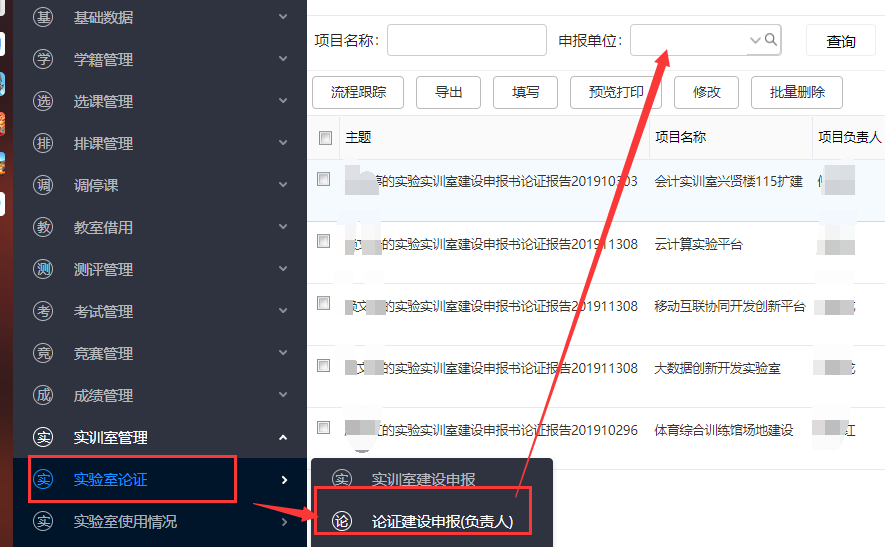 基 基础数据
学 学籍管理
选 选课管理
排 排课管理
调 调停课
教 教室借用
测 测评管理
考 考试管理
竞 竞赛管理
成 成绩管理
实 实训室管理
实 实验室论证
实 实验室使用情况
实 实训室建设申报
论 论证建设申报(负责人)
项目名称: 申报单位: 查询
流程跟踪 导出 填写 预览打印 修改 批量删除
主题 项目名称 项目负责人
的实验实训室建设申报书论证报告201910303 会计实训室兴贤楼115扩建
的实验实训室建设申报书论证报告201911308 云计算实验平台
的实验实训室建设申报书论证报告201911308 移动互联协同开发创新平台
的实验实训室建设申报书论证报告201911308 大数据创新开发实验室
的实验实训室建设申报书论证报告201910296 体育综合训练馆场地建设 红